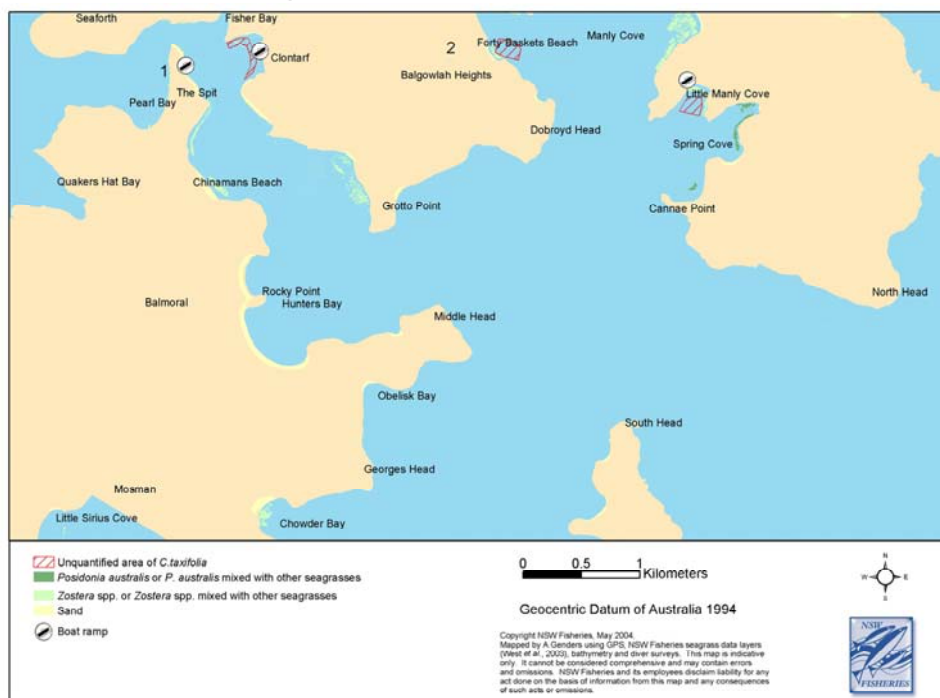 Seaforth
Fisher Bay
1
The Spit
Pearl Bay
Clontarf
2
Forty Baskets Beach
Manly Cove
Balgowlah Heights
Little Manly Cove
Dobroyd Head
Spring Cove
Quakers Hat Bay
Chinamans Beach
Grotto Point
Cannae Point
Balmoral
Rocky Point
Hunters Bay
North Head
Middle Head
Obelisk Bay
South Head
Georges Head
Mosman
Little Sirius Cove
Chowder Bay
Unquantified area of C.taxifolia
Posidonia australis or P. australis mixed with other seagrasses
Zostera spp. or Zostera spp. mixed with other seagrasses
Sand
Boat ramp
0 0.5 1
Kilometers
Geocentric Datum of Australia 1994
Copyright NSW Fisheries, May 2004.
Mapped by A Genders using GPS, NSW Fisheries seagrass data layers
(West et al., 2003), bathymetry and diver surveys. This map is indicative
only. It cannot be considered comprehensive and may contain errors
and omissions. NSW Fisheries and its employees disclaim liability for any
act done on the basis of information from this map and any consequences
of such acts or omissions.
N
W E
S
NSW
FISHERIES